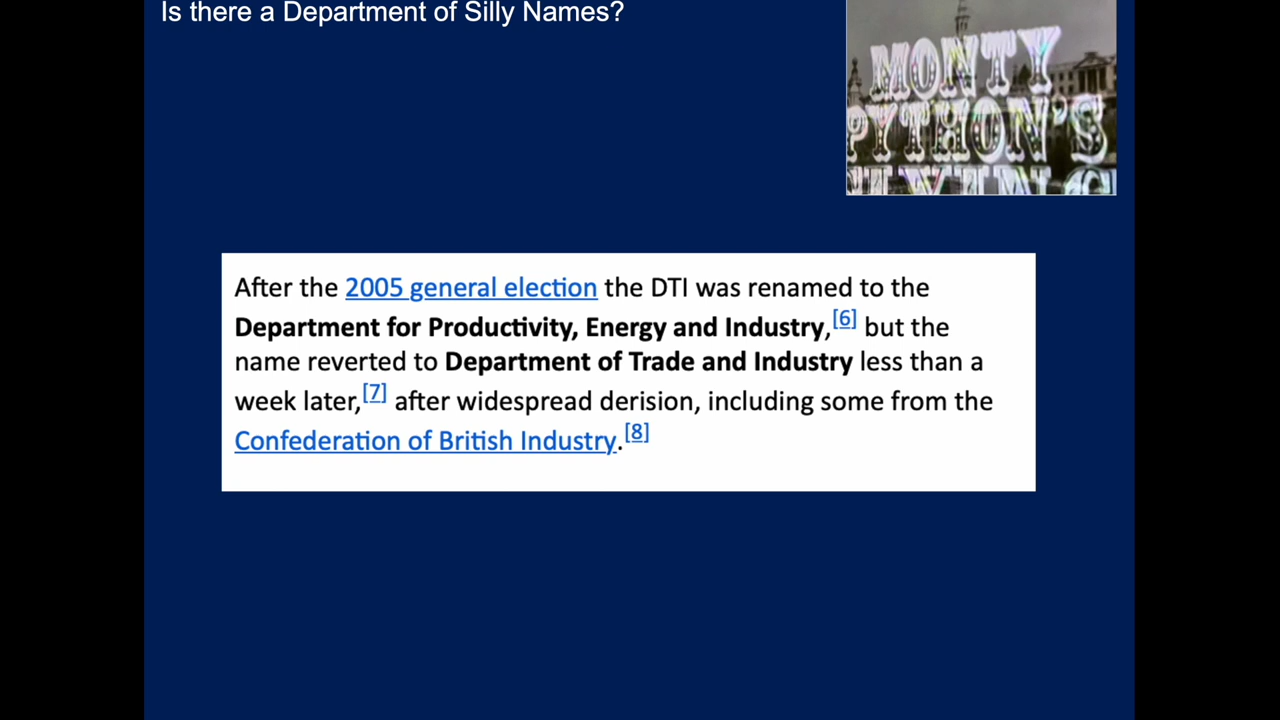 Is there a Department of Silly Names?
MONTY
PYTHON'S
After the 2005 general election the DTI was renamed to the
Department for Productivity, Energy and Industry,[6] but the
name reverted to Department of Trade and Industry less than a
week later,[7] after widespread derision, including some from the
Confederation of British Industry.[8]